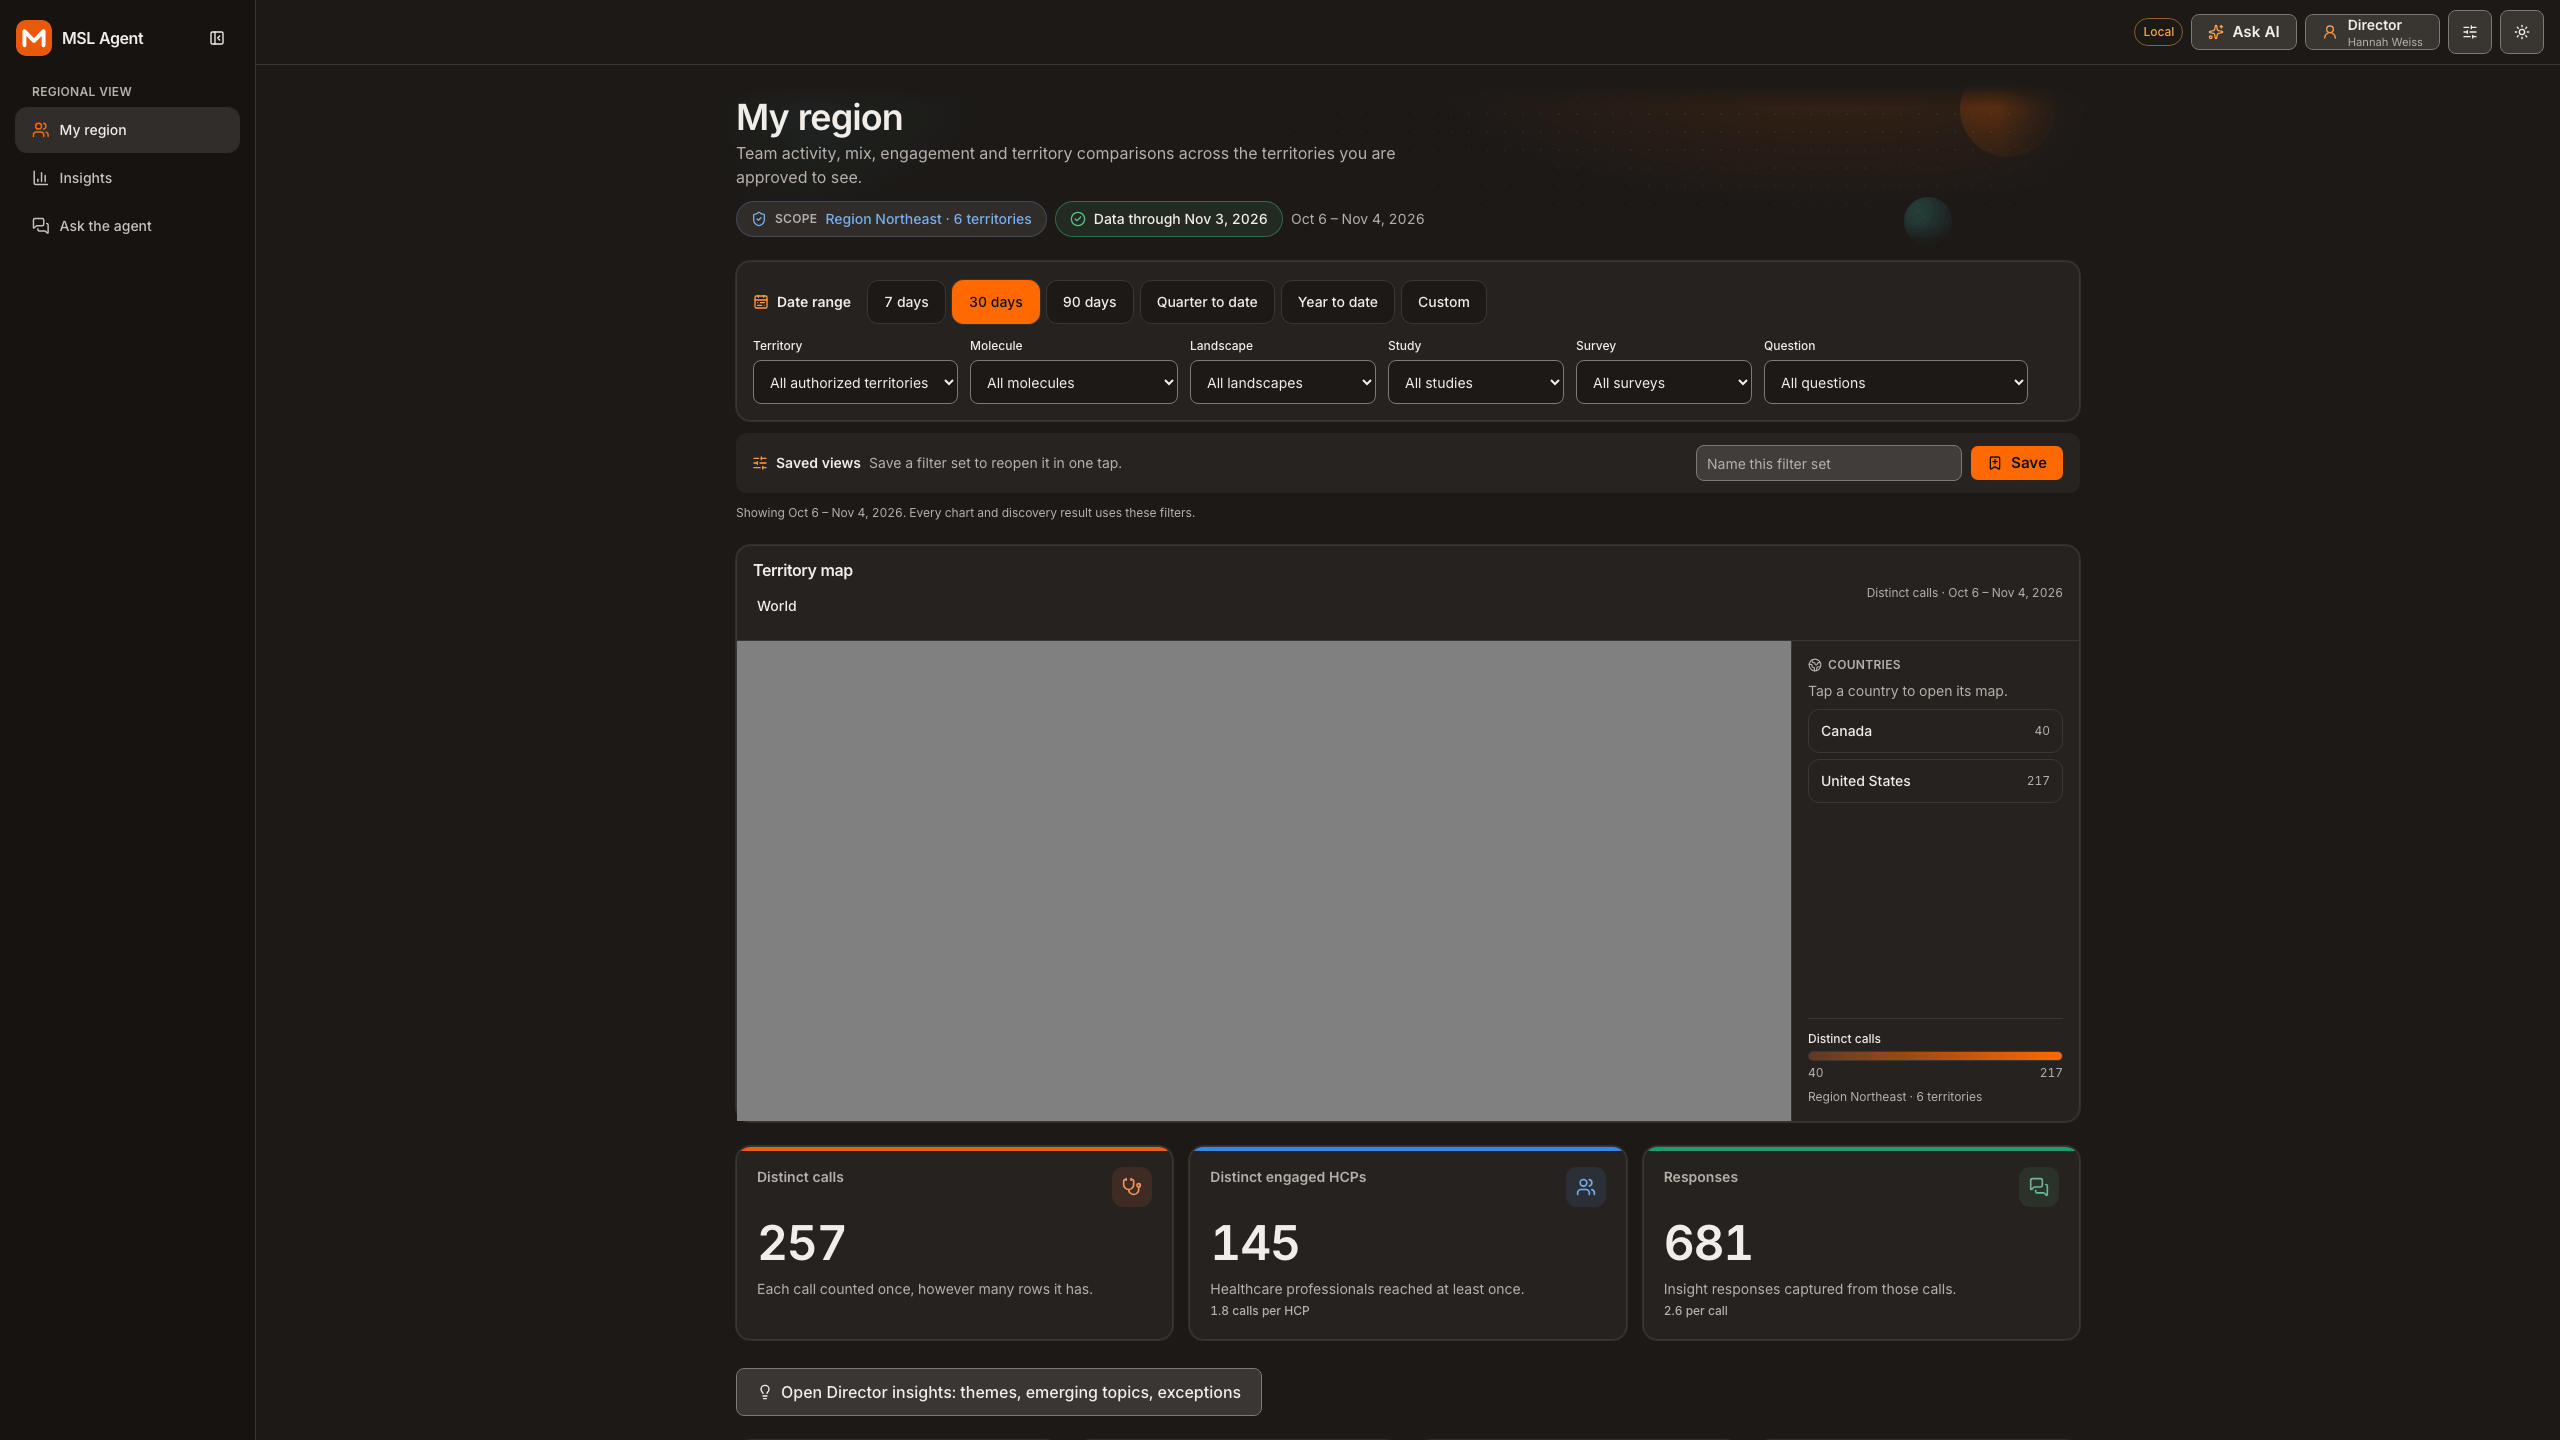 MSL Agent
REGIONAL VIEW
My region
Insights
Ask the agent
Local
Ask AI
Director
Hannah Weiss
My region
Team activity, mix, engagement and territory comparisons across the territories you are
approved to see.
SCOPE Region Northeast · 6 territories
Data through Nov 3, 2026
Oct 6 – Nov 4, 2026
Date range
7 days
30 days
90 days
Quarter to date
Year to date
Custom
Territory
Molecule
Landscape
Study
Survey
Question
All authorized territories
All molecules
All landscapes
All studies
All surveys
All questions
Saved views Save a filter set to reopen it in one tap.
Name this filter set
Save
Showing Oct 6 – Nov 4, 2026. Every chart and discovery result uses these filters.
Territory map
World
Distinct calls · Oct 6 – Nov 4, 2026
COUNTRIES
Tap a country to open its map.
Canada 40
United States 217
Distinct calls
40 217
Region Northeast · 6 territories
Distinct calls
257
Each call counted once, however many rows it has.
Distinct engaged HCPs
145
Healthcare professionals reached at least once.
1.8 calls per HCP
Responses
681
Insight responses captured from those calls.
2.6 per call
Open Director insights: themes, emerging topics, exceptions